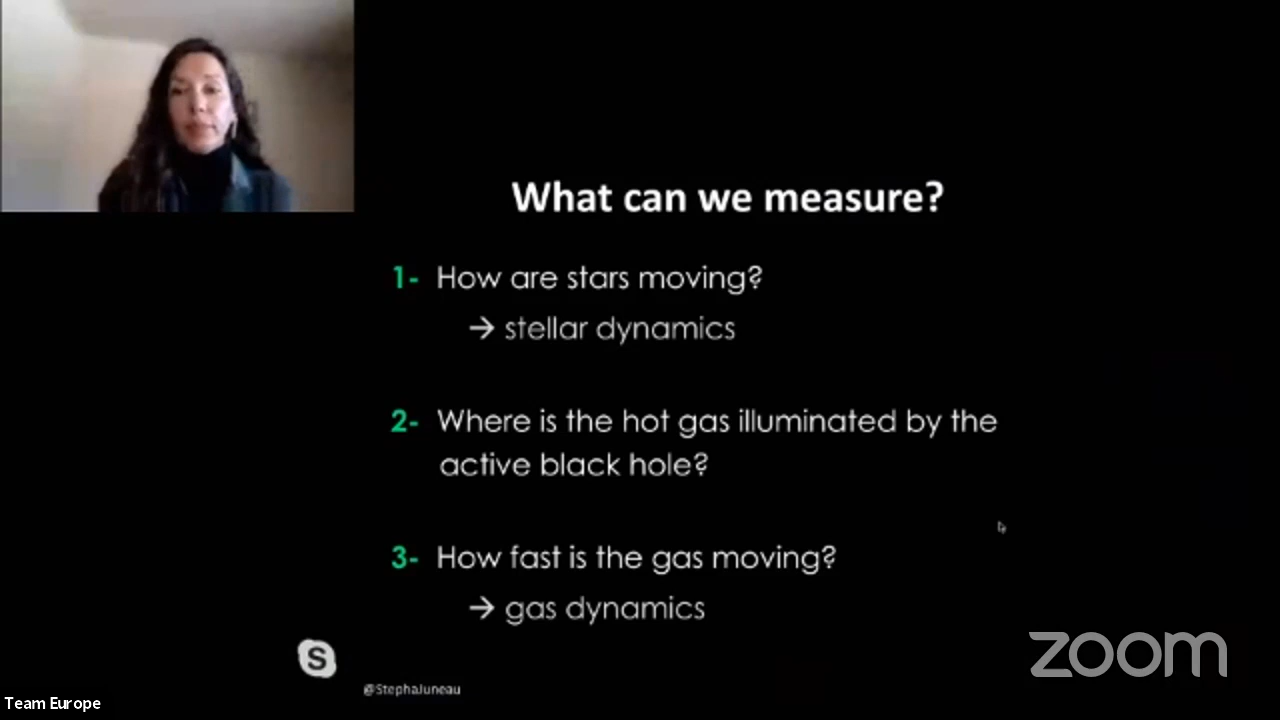 What can we measure?
1- How are stars moving?
→ stellar dynamics
2- Where is the hot gas illuminated by the
active black hole?
3- How fast is the gas moving?
→ gas dynamics
S
zoom
@StephaJuneau
Team Europe